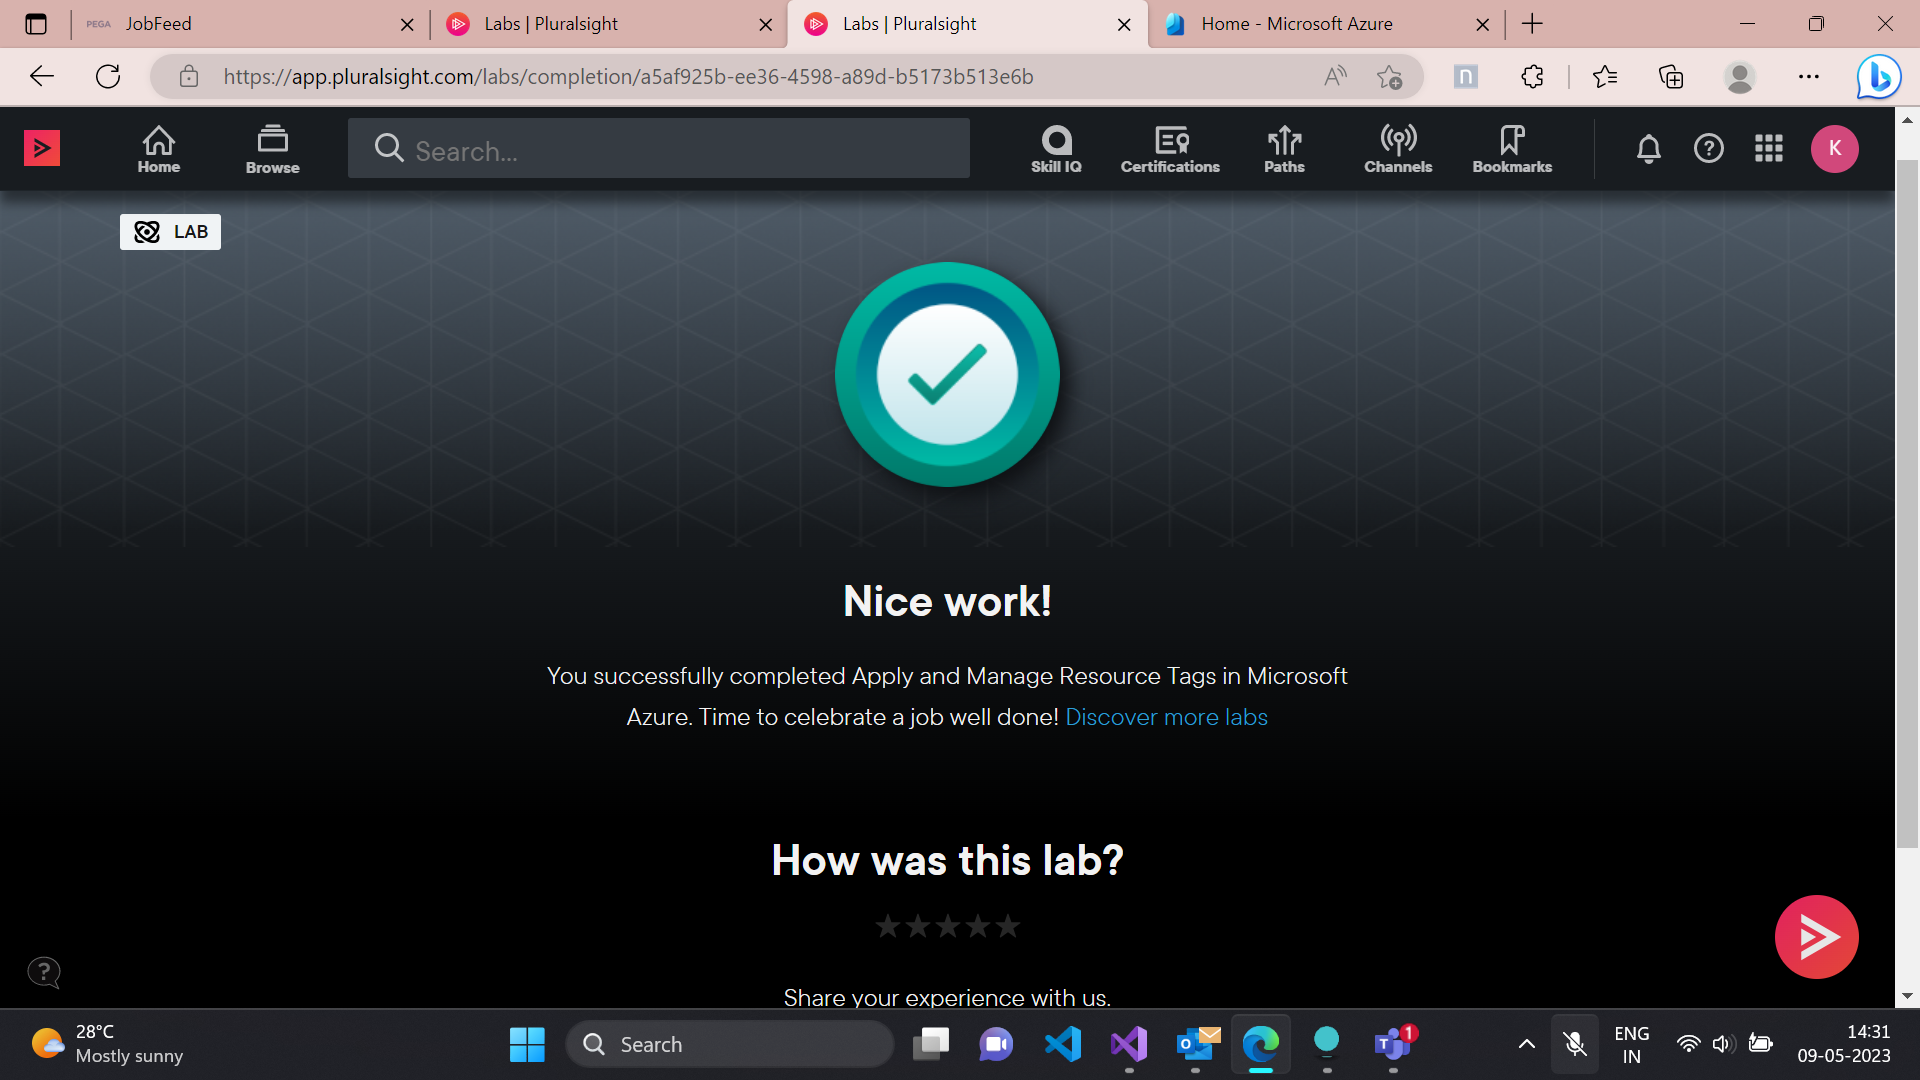 PEGA JobFeed
Labs | Pluralsight
Labs | Pluralsight
Home - Microsoft Azure
https://app.pluralsight.com/labs/completion/a5af925b-ee36-4598-a89d-b5173b513e6b
Home
Browse
Search...
Skill IQ
Certifications
Paths
Channels
Bookmarks
K
LAB
Nice work!
You successfully completed Apply and Manage Resource Tags in Microsoft
Azure. Time to celebrate a job well done! Discover more labs
How was this lab?
Share your experience with us.
28°C
Mostly sunny
Search
1
ENG
IN
14:31
09-05-2023